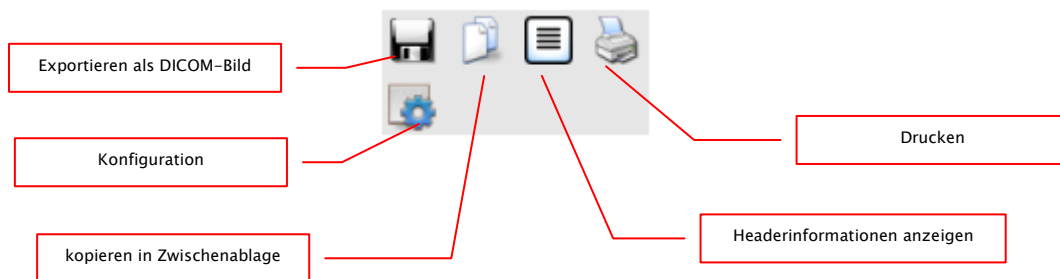 Exportieren als DICOM-Bild
Drucken
Konfiguration
Headerinformationen anzeigen
kopieren in Zwischenablage